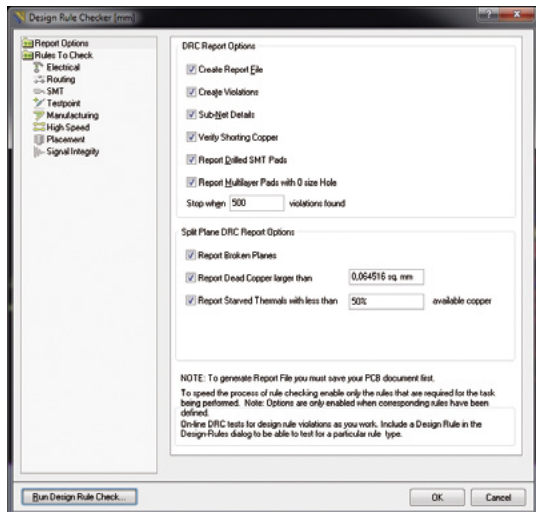 Design Rule Checker [mm]
Report Options
Rules To Check
Electrical
Routing
SMT
Testpoint
Manufacturing
High Speed
Placement
Signal Integrity
DRC Report Options
Create Report File
Create Violations
Sub-Net Details
Verify Shorting Copper
Report Drilled SMT Pads
Report Multilayer Pads with 0 size Hole
Stop when 500 violations found
Split Plane DRC Report Options
Report Broken Planes
Report Dead Copper larger than 0,064516 sq. mm
Report Starved Thermals with less than 50% available copper
NOTE: To generate Report File you must save your PCB document first.
To speed the process of rule checking enable only the rules that are required for the task
being performed. Note: Options are only enabled when corresponding rules have been
defined.
On-line DRC tests for design rule violations as you work. Include a Design Rule in the
Design-Rules dialog to be able to test for a particular rule type.
Run Design Rule Check... OK Cancel